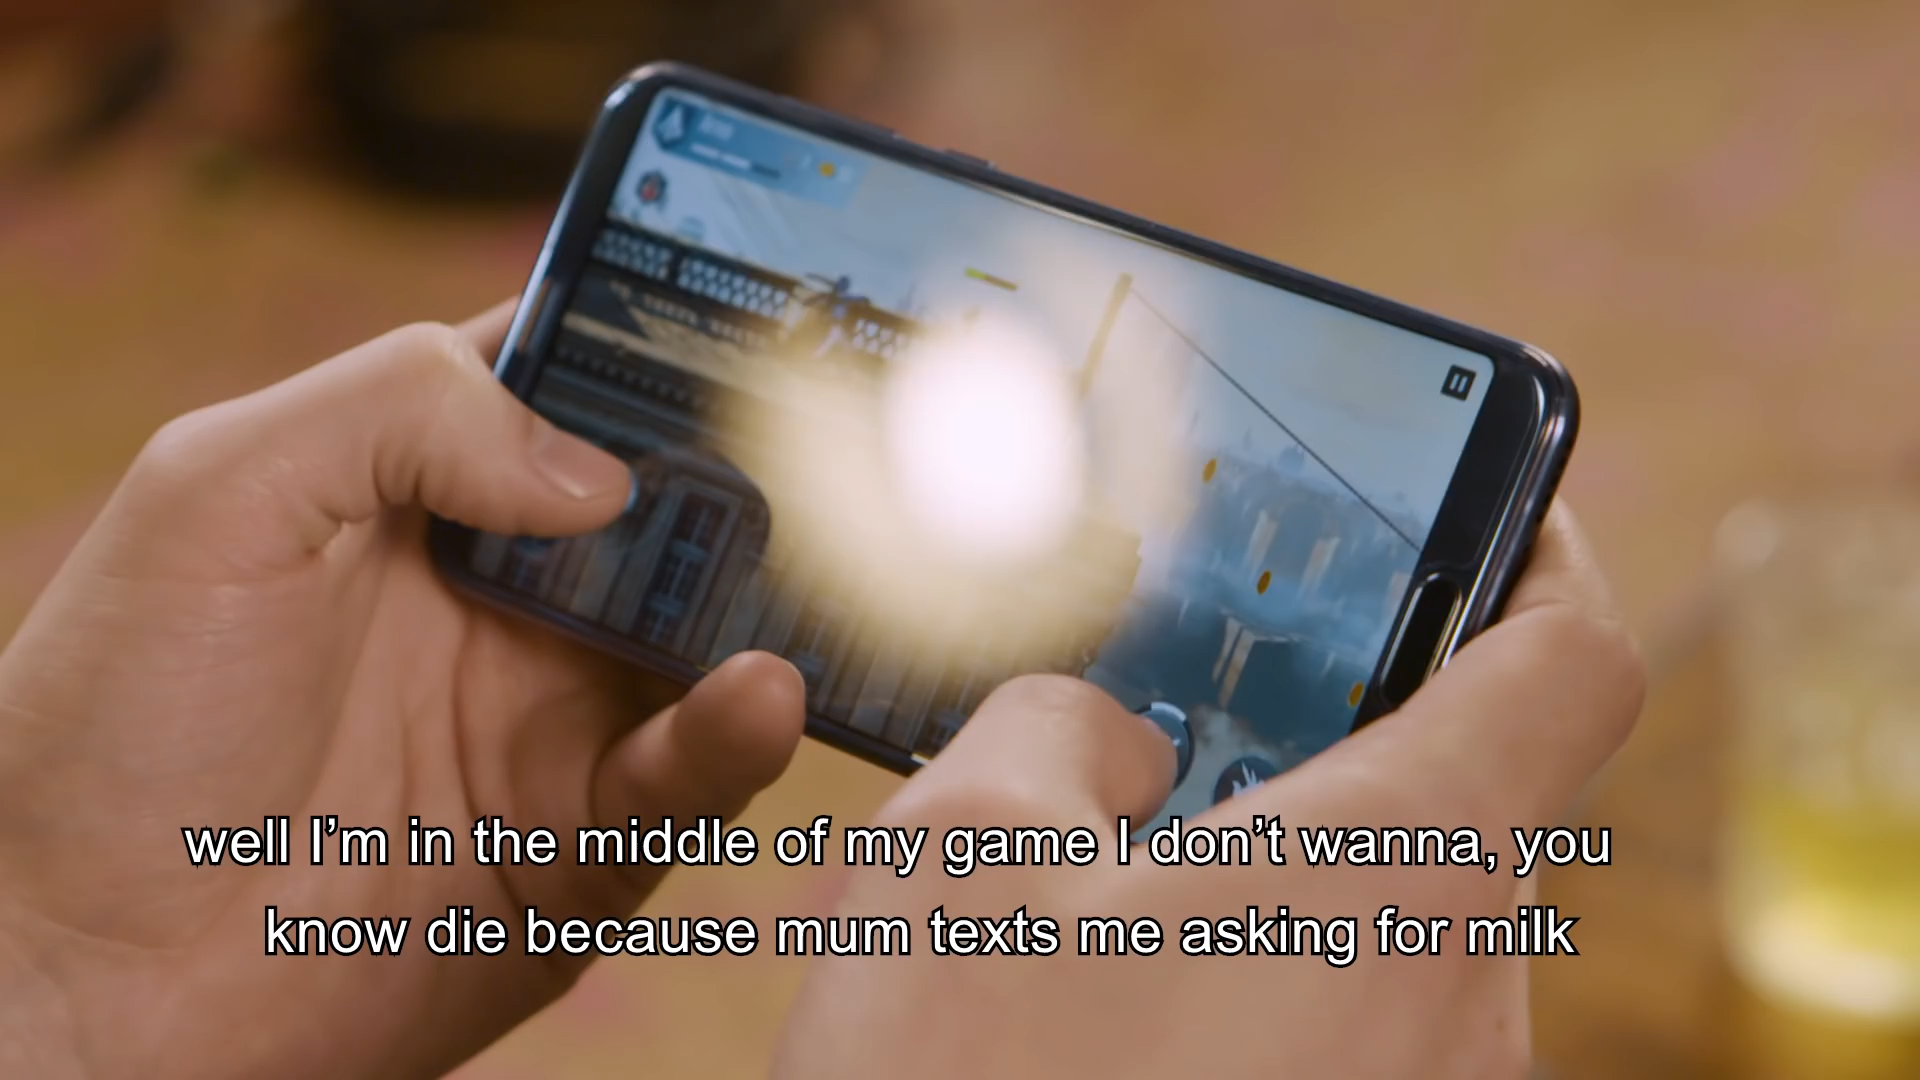 well I’m in the middle of my game I don’t wanna, you
know die because mum texts me asking for milk